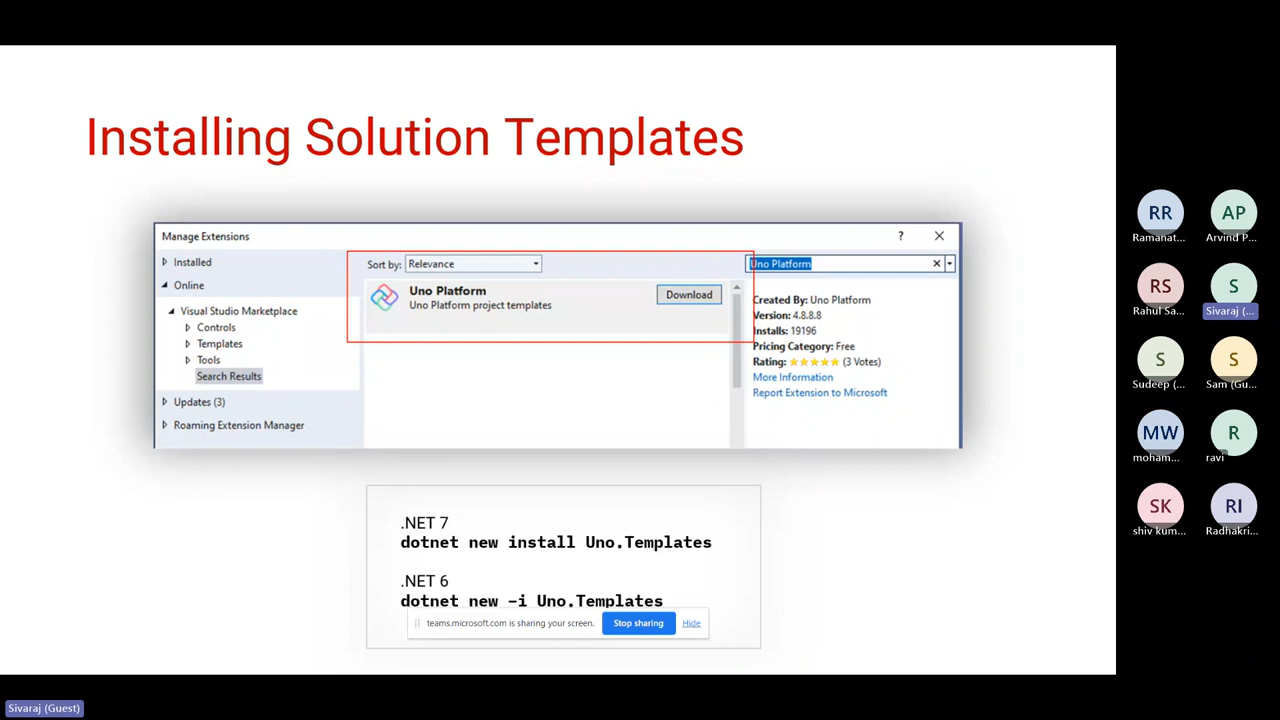 Installing Solution Templates
Manage Extensions
?
Installed
Online
Visual Studio Marketplace
Controls
Templates
Tools
Search Results
Updates (3)
Roaming Extension Manager
Sort by: Relevance
Uno Platform
Uno Platform project templates
Download
Uno Platform
Created By: Uno Platform
Version: 4.8.8.8
Installs: 19196
Pricing Category: Free
Rating: (3 Votes)
More Information
Report Extension to Microsoft
.NET 7
dotnet new install Uno.Templates
.NET 6
dotnet new -i Uno.Templates
teams.microsoft.com is sharing your screen.
Stop sharing
Hide
RR
Ramanat...
AP
Arvind P...
RS
Rahul Sa...
S
Sivaraj (...
S
Sudeep (...
S
Sam (Gu...
MW
moham...
R
ravi
SK
shiv kum...
RI
Radhakri...
Sivaraj (Guest)